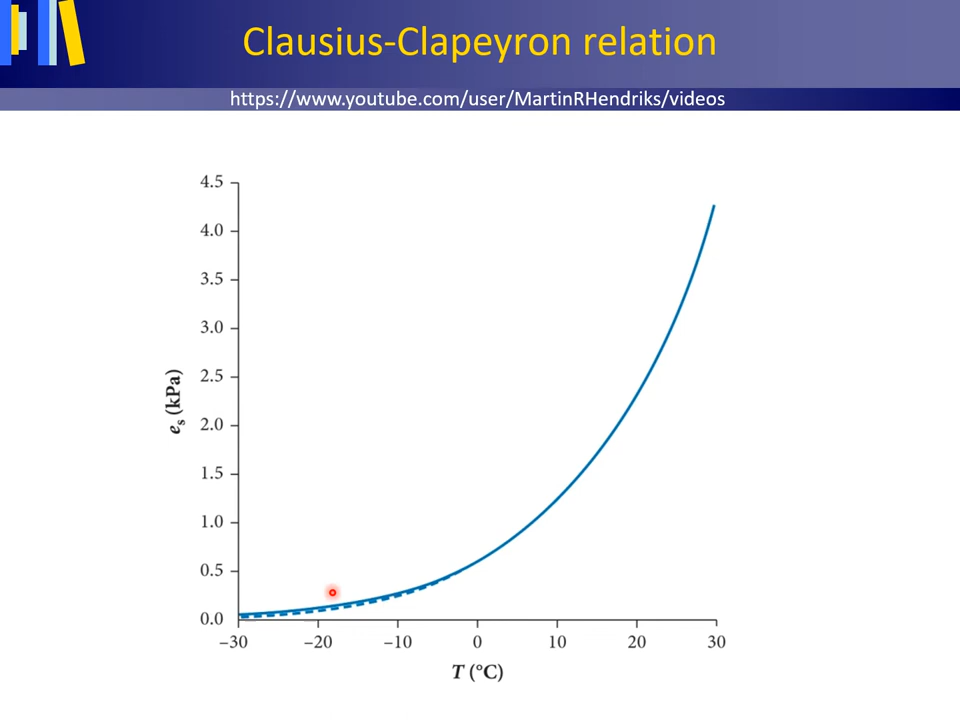 Clausius-Clapeyron relation
https://www.youtube.com/user/MartinRHendriks/videos
4.5
4.0
3.5
3.0
2.5
2.0
1.5
1.0
0.5
0.0
es (kPa)
–30 –20 –10 0 10 20 30
T (°C)